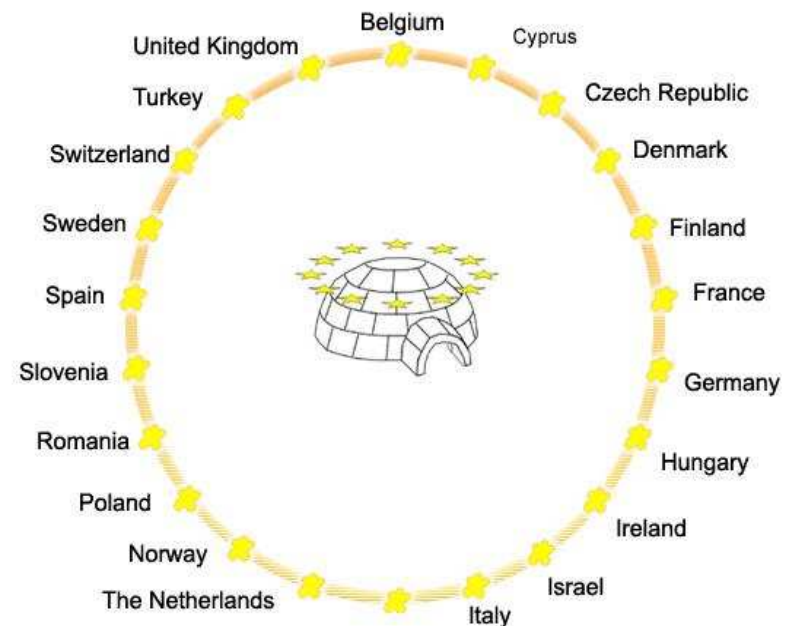 Belgium
Cyprus
Czech Republic
Denmark
Finland
France
Germany
Hungary
Ireland
Israel
Italy
The Netherlands
Norway
Poland
Romania
Slovenia
Spain
Sweden
Switzerland
Turkey
United Kingdom